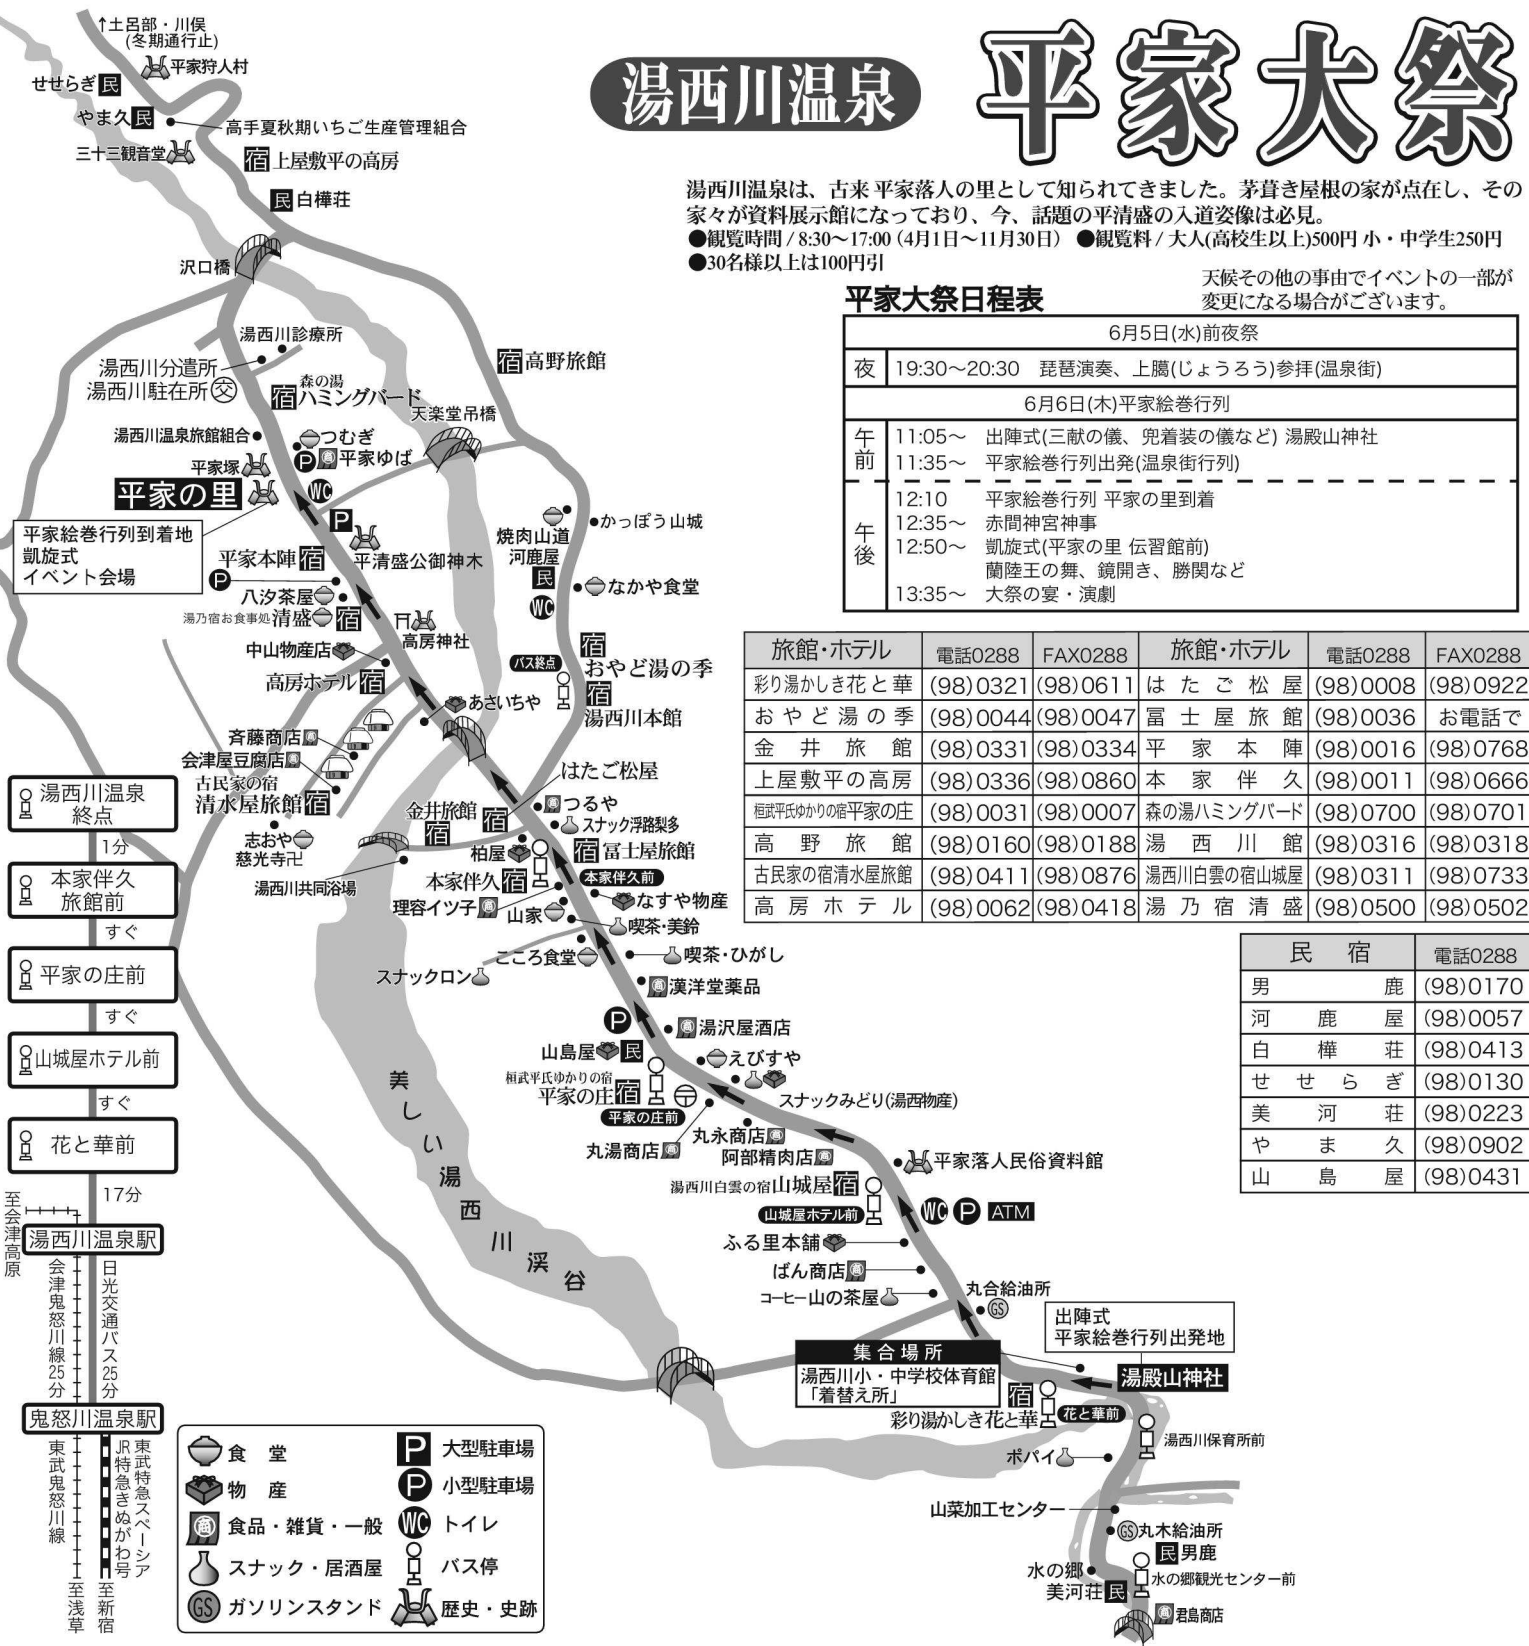 湯西川温泉
平家大祭
湯西川温泉は、古来 平家落人の里として知られてきました。茅葺き屋根の家が点在し、その
家々が資料展示館になっており、今、話題の平清盛の入道姿像は必見。
●観覧時間 / 8:30～17:00 (4月1日～11月30日) ●観覧料 / 大人(高校生以上)500円 小・中学生250円
●30名様以上は100円引
天候その他の事由でイベントの一部が
変更になる場合がございます。
平家大祭日程表
6月5日(水)前夜祭
夜 19:30～20:30 琵琶演奏、上臈(じょうろう)参拝(温泉街)
6月6日(木)平家絵巻行列
午前
11:05～ 出陣式(三献の儀、兜着装の儀など) 湯殿山神社
11:35～ 平家絵巻行列出発(温泉街行列)
午後
12:10 平家絵巻行列 平家の里到着
12:35～ 赤間神宮神事
12:50～ 凱旋式(平家の里 伝習館前)
蘭陸王の舞、鏡開き、勝閧など
13:35～ 大祭の宴・演劇
旅館・ホテル 電話0288 FAX0288 旅館・ホテル 電話0288 FAX0288
彩り湯かしき花と華 (98)0321 (98)0611 はたご松屋 (98)0008 (98)0922
おやど湯の季 (98)0044 (98)0047 冨士屋旅館 (98)0036 お電話で
金井旅館 (98)0331 (98)0334 平家本陣 (98)0016 (98)0768
上屋敷平の高房 (98)0336 (98)0860 本家伴久 (98)0011 (98)0666
桓武平氏ゆかりの宿平家の庄 (98)0031 (98)0007 森の湯ハミングバード (98)0700 (98)0701
高野旅館 (98)0160 (98)0188 湯西川館 (98)0316 (98)0318
古民家の宿清水屋旅館 (98)0411 (98)0876 湯西川白雲の宿山城屋 (98)0311 (98)0733
高房ホテル (98)0062 (98)0418 湯乃宿清盛 (98)0500 (98)0502
民宿 電話0288
男鹿 (98)0170
河鹿屋 (98)0057
白樺荘 (98)0413
せせらぎ (98)0130
美河荘 (98)0223
やま久 (98)0902
山島屋 (98)0431
↑土呂部・川俣
(冬期通行止)
平家狩人村
せせらぎ 民
やま久 民
高手夏秋期いちご生産管理組合
三十三観音堂
宿 上屋敷平の高房
民 白樺荘
沢口橋
湯西川診療所
湯西川分遣所
湯西川駐在所 交
宿 高野旅館
森の湯
宿 ハミングバード
天楽堂吊橋
湯西川温泉旅館組合
つむぎ
P 商 平家ゆば
平家塚
平家の里
WC
P
平家絵巻行列到着地
凱旋式
イベント会場
平清盛公御神木
平家本陣 宿
P
八汐茶屋
湯乃宿お食事処 清盛 宿
高房神社
中山物産店
高房ホテル 宿
かっぽう山城
焼肉山道
河鹿屋
民
WC
なかや食堂
宿
おやど湯の季
バス終点
宿
湯西川本館
あさいちや
斉藤商店 商
会津屋豆腐店 商
古民家の宿
清水屋旅館 宿
志おや
慈光寺卍
はたご松屋
金井旅館
宿
宿
商 つるや
スナック浮路梨多
柏屋
宿 冨士屋旅館
湯西川共同浴場
本家伴久 宿
本家伴久前
理容イツ子 商
なすや物産
山家
喫茶・美鈴
こころ食堂
喫茶・ひがし
スナックロン
商 漢洋堂薬品
P
商 湯沢屋酒店
山島屋 民
えびすや
桓武平氏ゆかりの宿
平家の庄 宿
平家の庄前
スナックみどり(湯西物産)
丸湯商店 商
丸永商店 商
阿部精肉店 商
平家落人民俗資料館
湯西川白雲の宿 山城屋 宿
山城屋ホテル前
WC P ATM
ふる里本舗
ばん商店 商
コーヒー山の茶屋
丸合給油所
GS
出陣式
平家絵巻行列出発地
集合場所
湯西川小・中学校体育館
「着替え所」
湯殿山神社
宿
彩り湯かしき花と華
花と華前
湯西川保育所前
ポパイ
山菜加工センター
GS 丸木給油所
民 男鹿
水の郷
水の郷観光センター前
美河荘 民
商 君島商店
美しい湯西川渓谷
湯西川温泉
終点
1分
本家伴久
旅館前
すぐ
平家の庄前
すぐ
山城屋ホテル前
すぐ
花と華前
17分
至会津高原
湯西川温泉駅
会津鬼怒川線25分
日光交通バス25分
鬼怒川温泉駅
東武鬼怒川線
JR特急きぬがわ号
東武特急スペーシア
至浅草
至新宿
食堂
物産
商 食品・雑貨・一般
スナック・居酒屋
GS ガソリンスタンド
P 大型駐車場
P 小型駐車場
WC トイレ
バス停
歴史・史跡